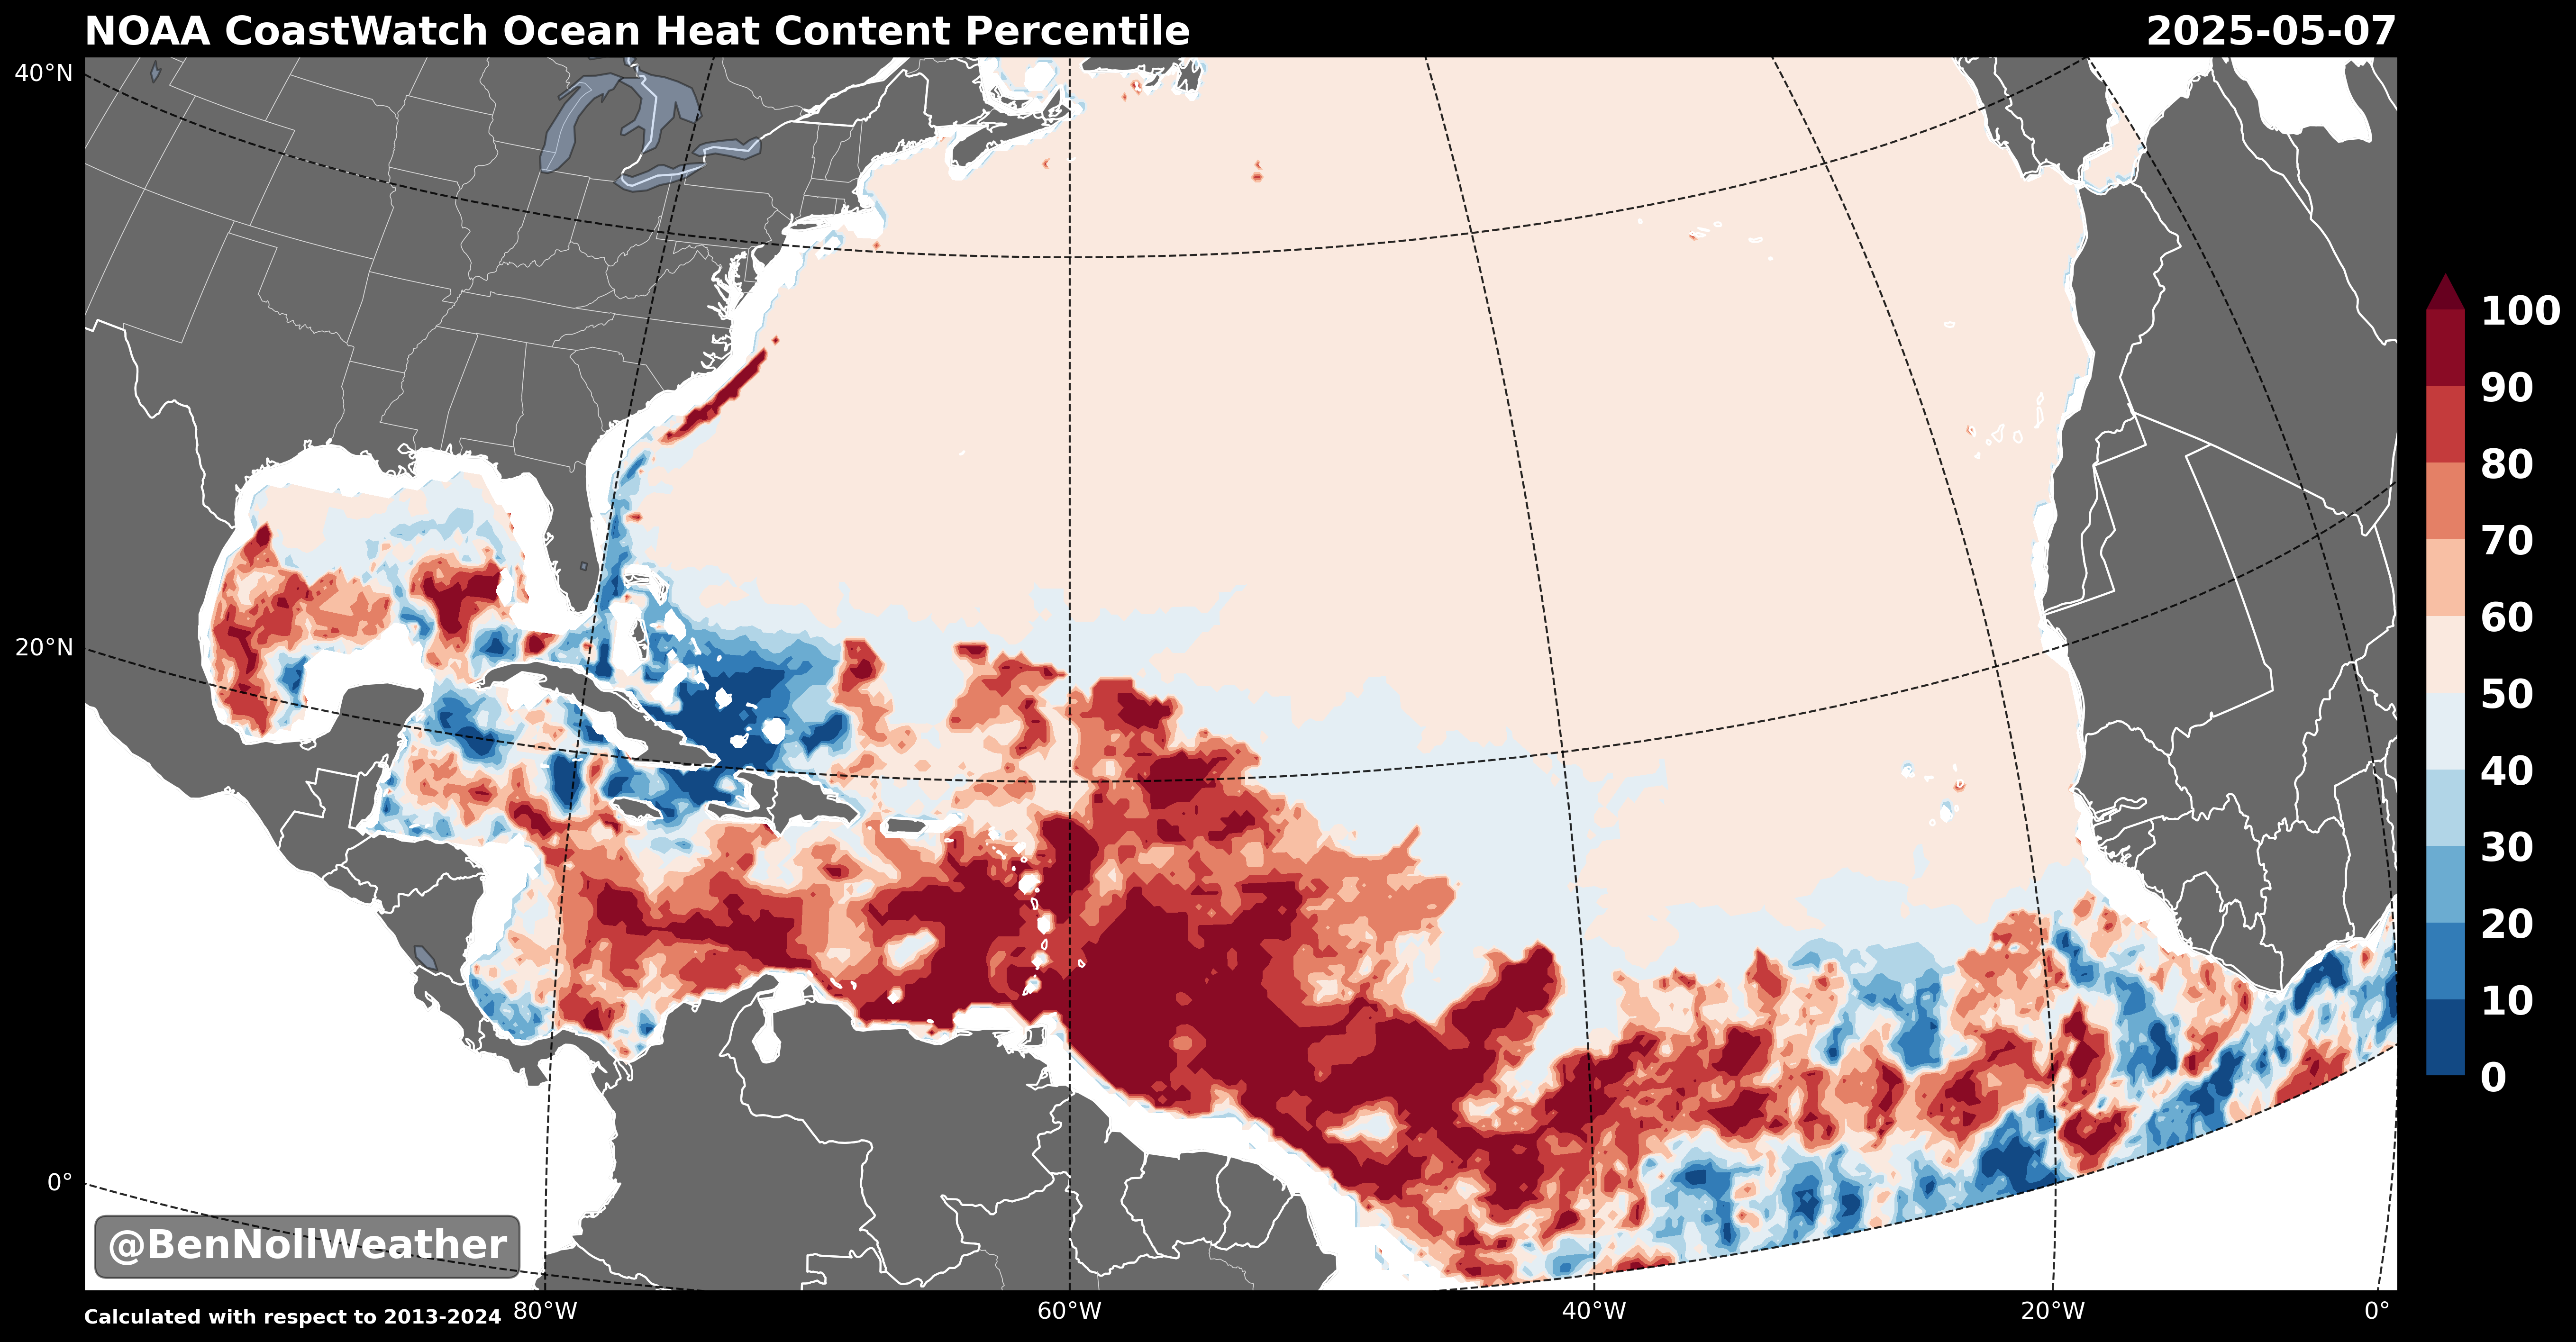 NOAA CoastWatch Ocean Heat Content Percentile
2025-05-07
40°N
20°N
0°
100
90
80
70
60
50
40
30
20
10
0
@BenNollWeather
Calculated with respect to 2013-2024
80°W
60°W
40°W
20°W
0°